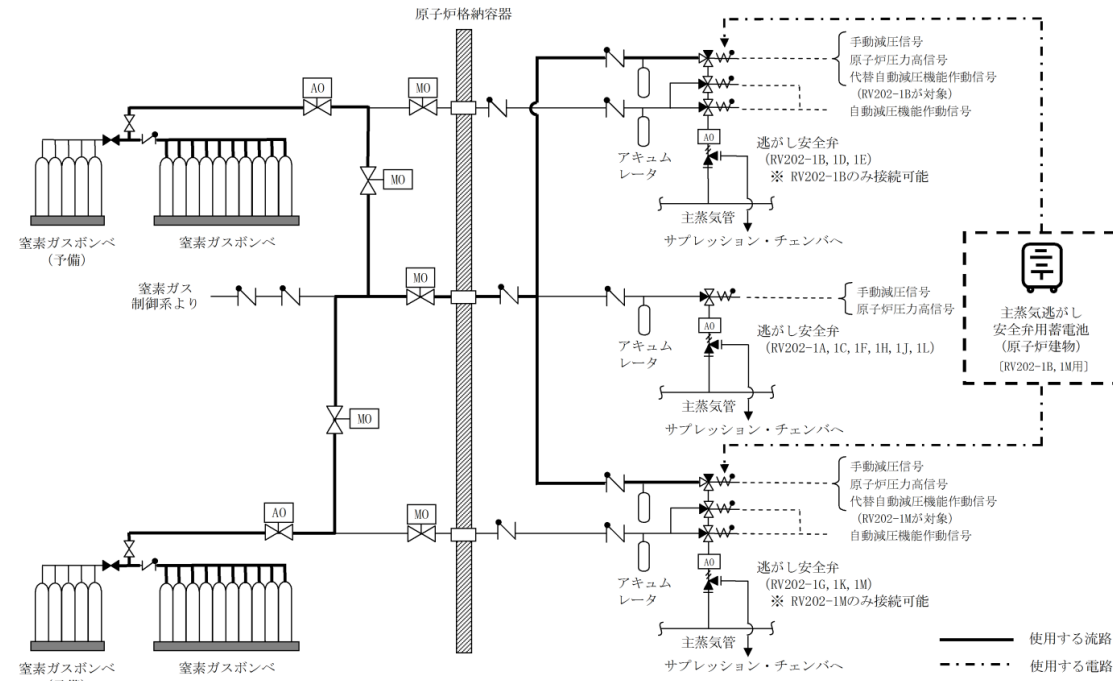 原子炉格納容器
手動減圧信号
原子炉圧力高信号
代替自動減圧機能作動信号
(RV202-1Bが対象)
自動減圧機能作動信号
AO
MO
MO
アキュム
レータ
AO
逃がし安全弁
(RV202-1B, 1D, 1E)
※ RV202-1Bのみ接続可能
主蒸気管
サプレッション・チェンバへ
窒素ガスボンベ
(予備)
窒素ガスボンベ
窒素ガス
制御系より
MO
手動減圧信号
原子炉圧力高信号
アキュム
レータ
AO
逃がし安全弁
(RV202-1A, 1C, 1F, 1H, 1J, 1L)
主蒸気管
サプレッション・チェンバへ
主蒸気逃がし
安全弁用蓄電池
(原子炉建物)
[RV202-1B, 1M用]
MO
手動減圧信号
原子炉圧力高信号
代替自動減圧機能作動信号
(RV202-1Mが対象)
自動減圧機能作動信号
AO
MO
アキュム
レータ
AO
逃がし安全弁
(RV202-1G, 1K, 1M)
※ RV202-1Mのみ接続可能
主蒸気管
サプレッション・チェンバへ
窒素ガスボンベ
窒素ガスボンベ
使用する流路
使用する電路